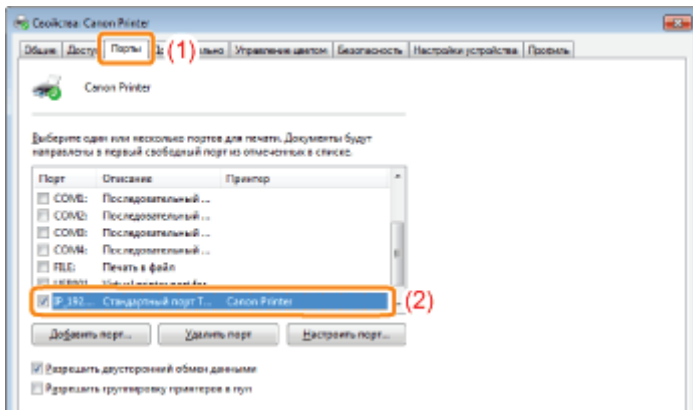 Свойства: Canon Printer
Общие Доступ Порты (1) Управление цветом Безопасность Настройки устройства Профиль
Canon Printer
Выберите один или несколько портов для печати. Документы будут
направлены в первый свободный порт из отмеченных в списке.
Порт Описание Принтер
COM1: Последовательный ...
COM2: Последовательный ...
COM3: Последовательный ...
COM4: Последовательный ...
FILE: Печать в файл
IP_192... Стандартный порт T... Canon Printer (2)
Добавить порт... Удалить порт Настроить порт...
Разрешить двусторонний обмен данными
Разрешить группировку принтеров в пул